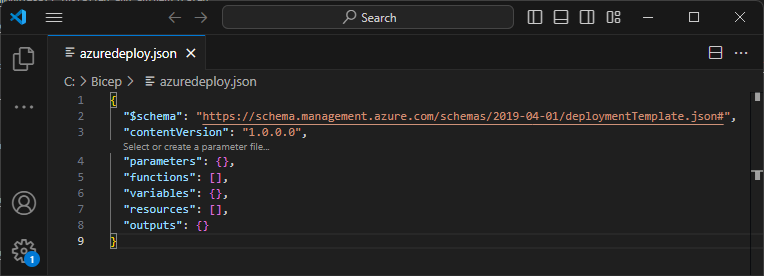 Search
azuredeploy.json
C: > Bicep > azuredeploy.json
1 {
2 "$schema": "https://schema.management.azure.com/schemas/2019-04-01/deploymentTemplate.json#",
3 "contentVersion": "1.0.0.0",
Select or create a parameter file...
4 "parameters": {},
5 "functions": [],
6 "variables": {},
7 "resources": [],
8 "outputs": {}
9 }
1